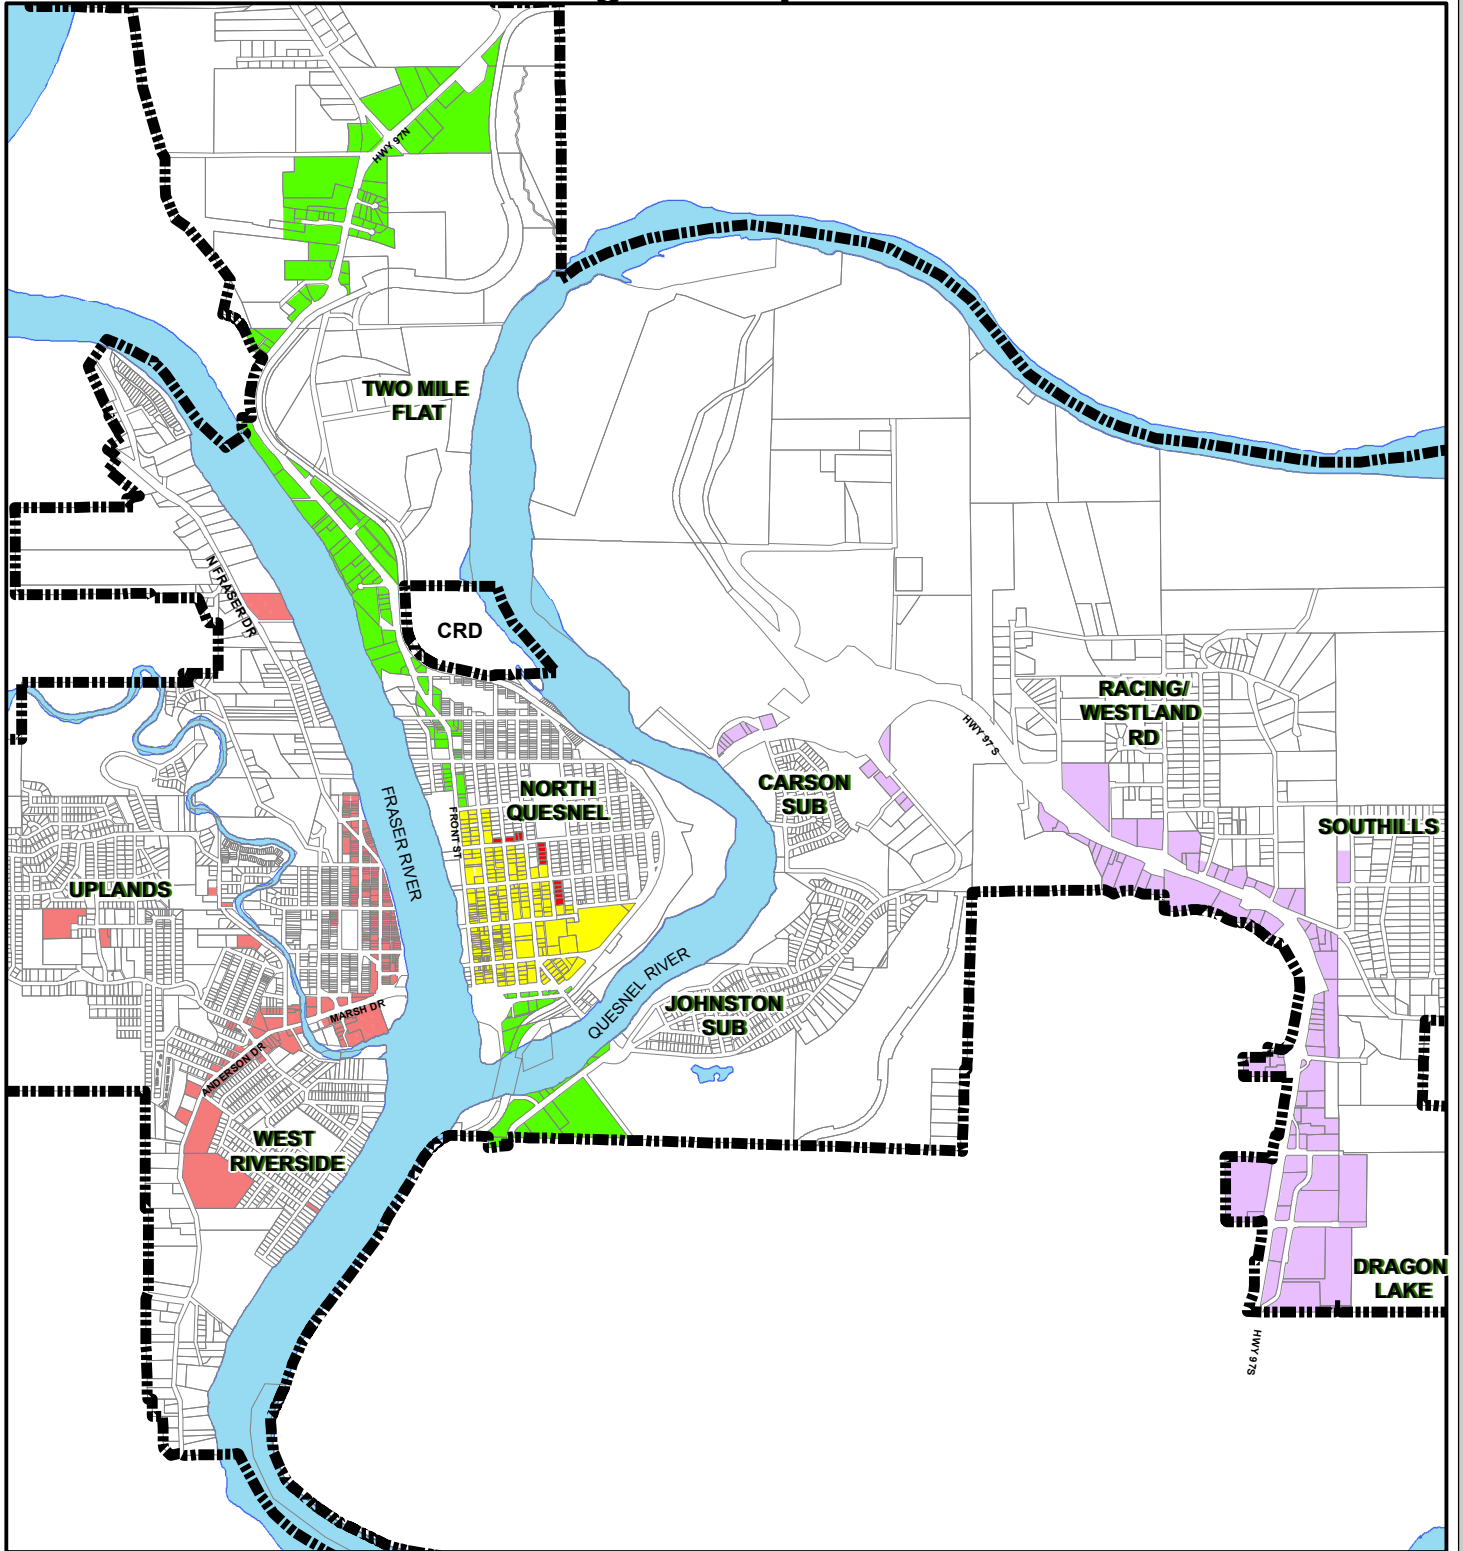 HWY 97N
TWO MILE
FLAT
N FRASER DR
CRD
RACING/
WESTLAND
RD
HWY 97 S
FRASER RIVER
NORTH
QUESNEL
CARSON
SUB
FRONT ST
SOUTHILLS
UPLANDS
QUESNEL RIVER
JOHNSTON
SUB
MARSH DR
ANDERSON DR
WEST
RIVERSIDE
DRAGON
LAKE
HWY 97S